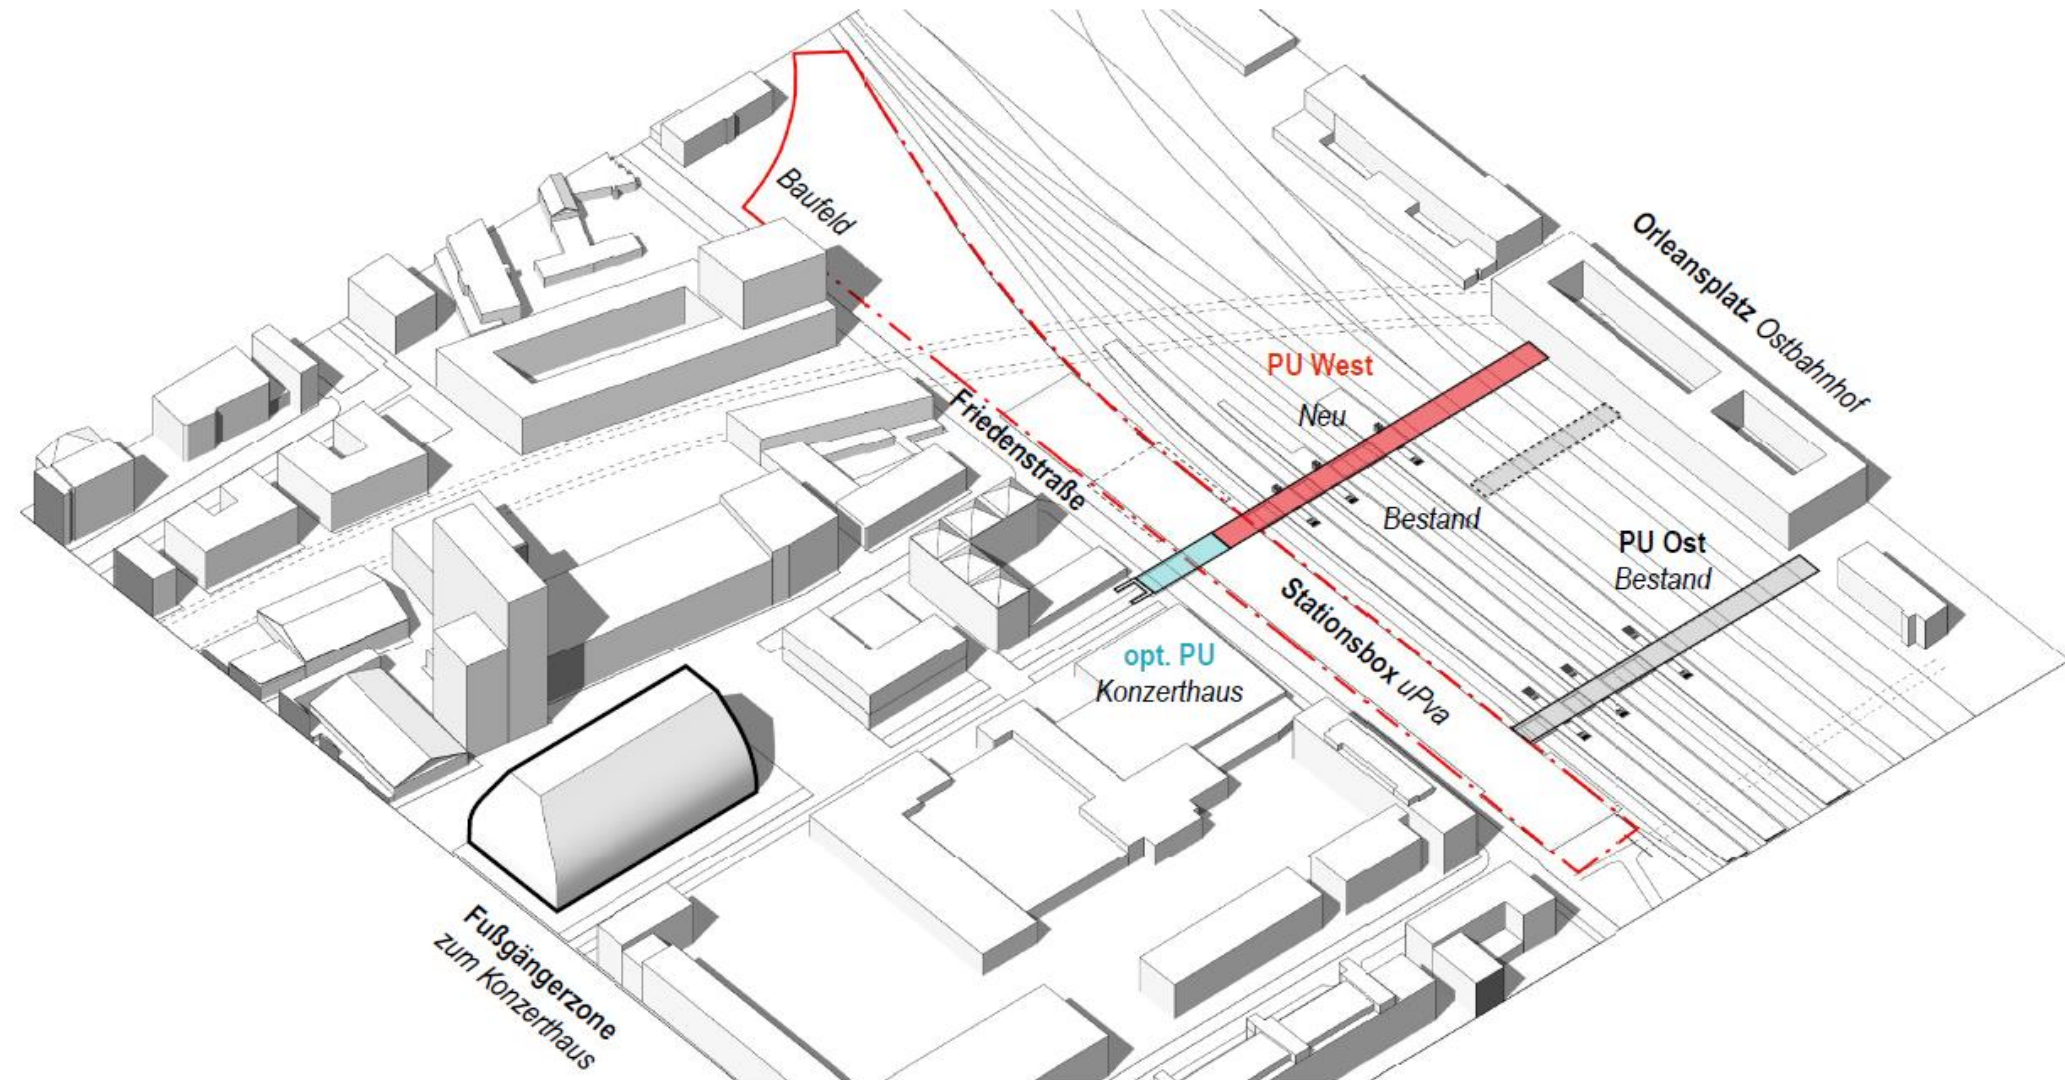 Baufeld
Orleansplatz Ostbahnhof
PU West
Neu
Friedenstraße
Bestand
PU Ost
Bestand
Stationsbox uPva
opt. PU
Konzerthaus
Fußgängerzone
zum Konzerthaus